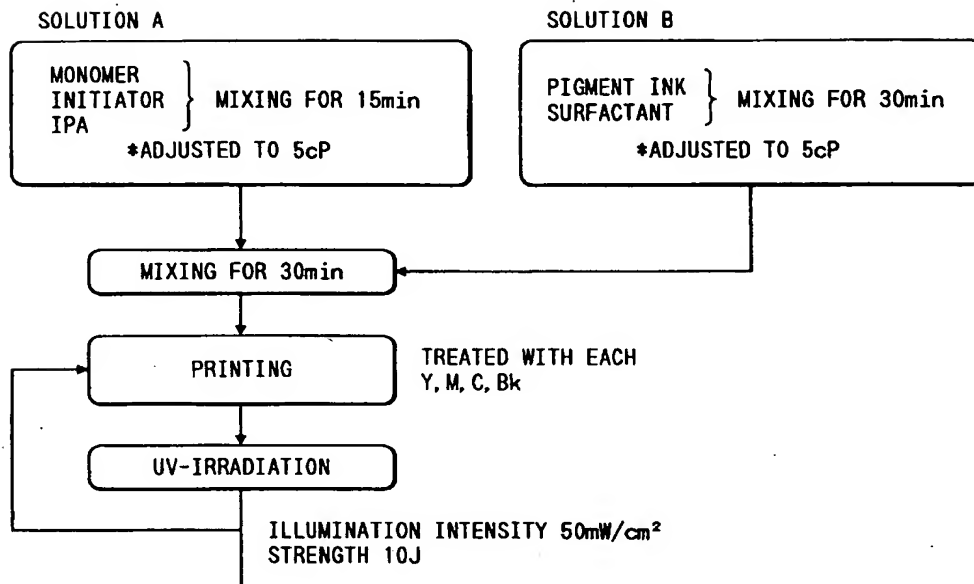 SOLUTION A
MONOMER
INITIATOR
IPA
MIXING FOR 15min
*ADJUSTED TO 5cP
SOLUTION B
PIGMENT INK
SURFACTANT
MIXING FOR 30min
*ADJUSTED TO 5cP
MIXING FOR 30min
PRINTING
TREATED WITH EACH
Y, M, C, Bk
UV-IRRADIATION
ILLUMINATION INTENSITY 50mW/cm²
STRENGTH 10J